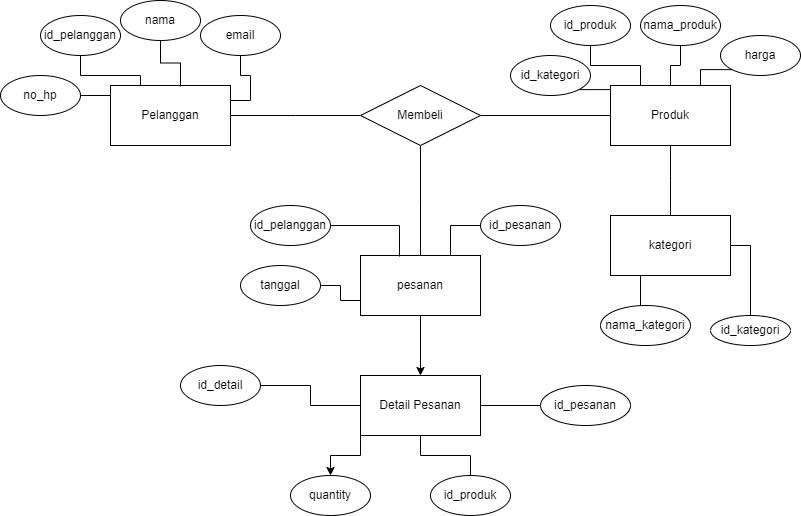 nama
id_pelanggan
email
no_hp
Pelanggan
Membeli
id_produk
nama_produk
harga
id_kategori
Produk
id_pelanggan
id_pesanan
tanggal
pesanan
kategori
nama_kategori
id_kategori
id_detail
Detail Pesanan
id_pesanan
quantity
id_produk